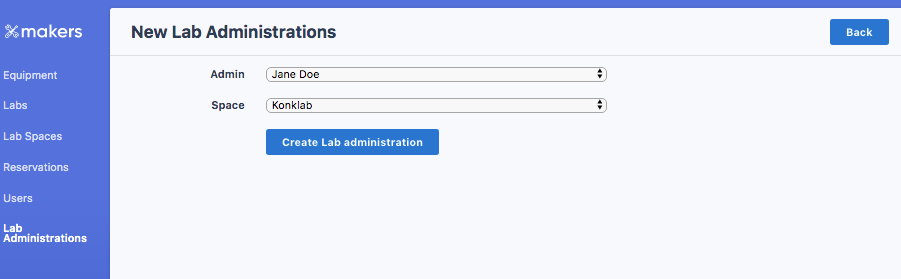 makers
Equipment
Labs
Lab Spaces
Reservations
Users
Lab
Administrations
New Lab Administrations
Back
Admin
Jane Doe
Space
Konklab
Create Lab administration